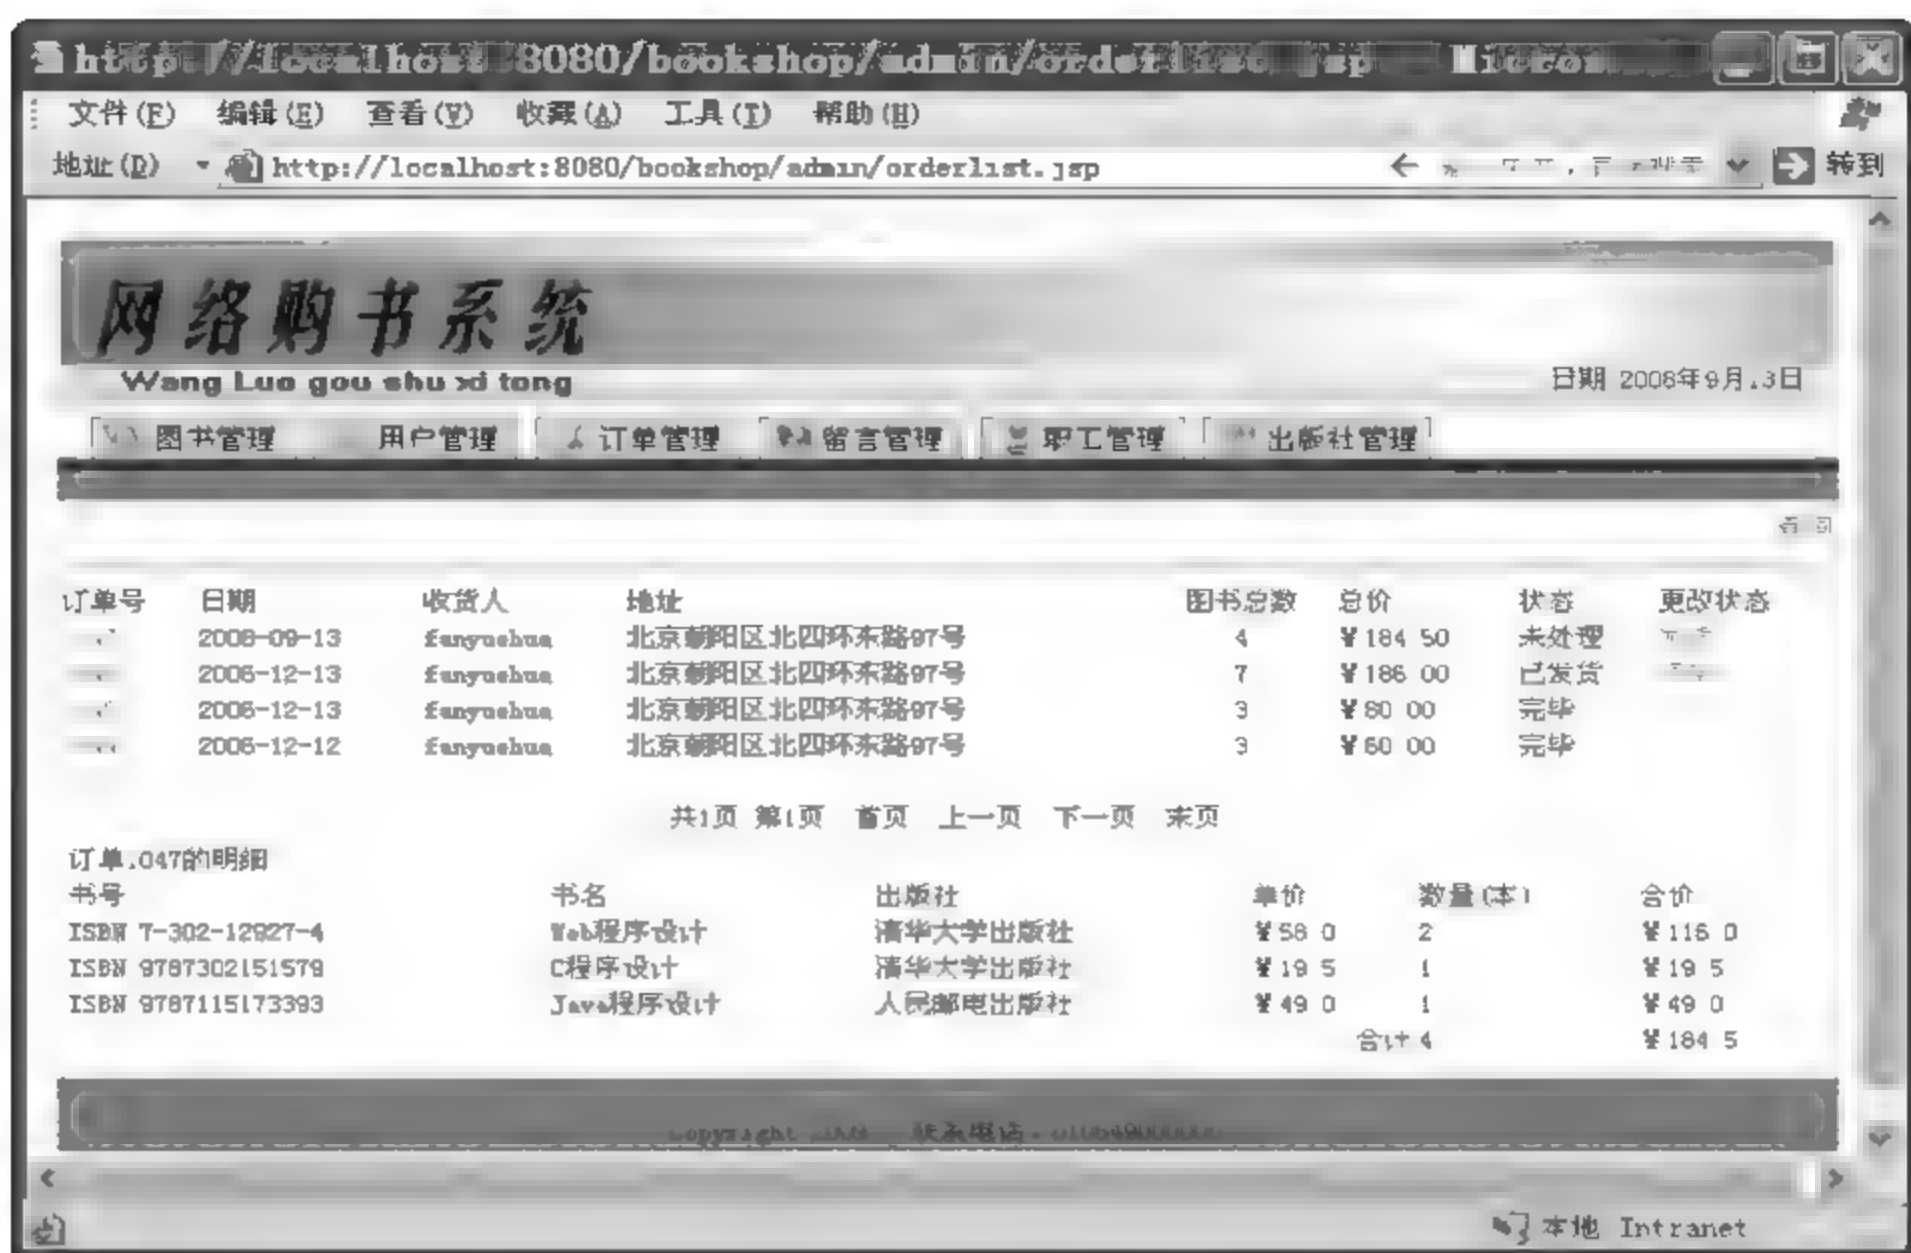 http://localhost:8080/bookshop/admin/orderlist.jsp
文件(F) 编辑(E) 查看(V) 收藏(A) 工具(T) 帮助(H)
地址(D) http://localhost:8080/bookshop/admin/orderlist.jsp 转到
网络购书系统
Wang Luo gou shu xi tong
日期 2008年9月13日
图书管理 用户管理 订单管理 留言管理 职工管理 出版社管理
订单号 日期 收货人 地址 图书总数 总价 状态 更改状态
2008-09-13 fanyuehua 北京朝阳区北四环东路97号 4 ¥184.50 未处理
2006-12-13 fanyuehua 北京朝阳区北四环东路97号 7 ¥186.00 已发货
2006-12-13 fanyuehua 北京朝阳区北四环东路97号 3 ¥80.00 完毕
2006-12-12 fanyuehua 北京朝阳区北四环东路97号 3 ¥60.00 完毕
共1页 第1页 首页 上一页 下一页 末页
订单1047的明细
书号 书名 出版社 单价 数量(本) 合价
ISBN 7-302-12927-4 Web程序设计 清华大学出版社 ¥58.0 2 ¥116.0
ISBN 9787302151579 C程序设计 清华大学出版社 ¥19.5 1 ¥19.5
ISBN 9787115173393 Java程序设计 人民邮电出版社 ¥49.0 1 ¥49.0
合计 4 ¥184.5
Copyright 2008 联系电话:
本地 Intranet